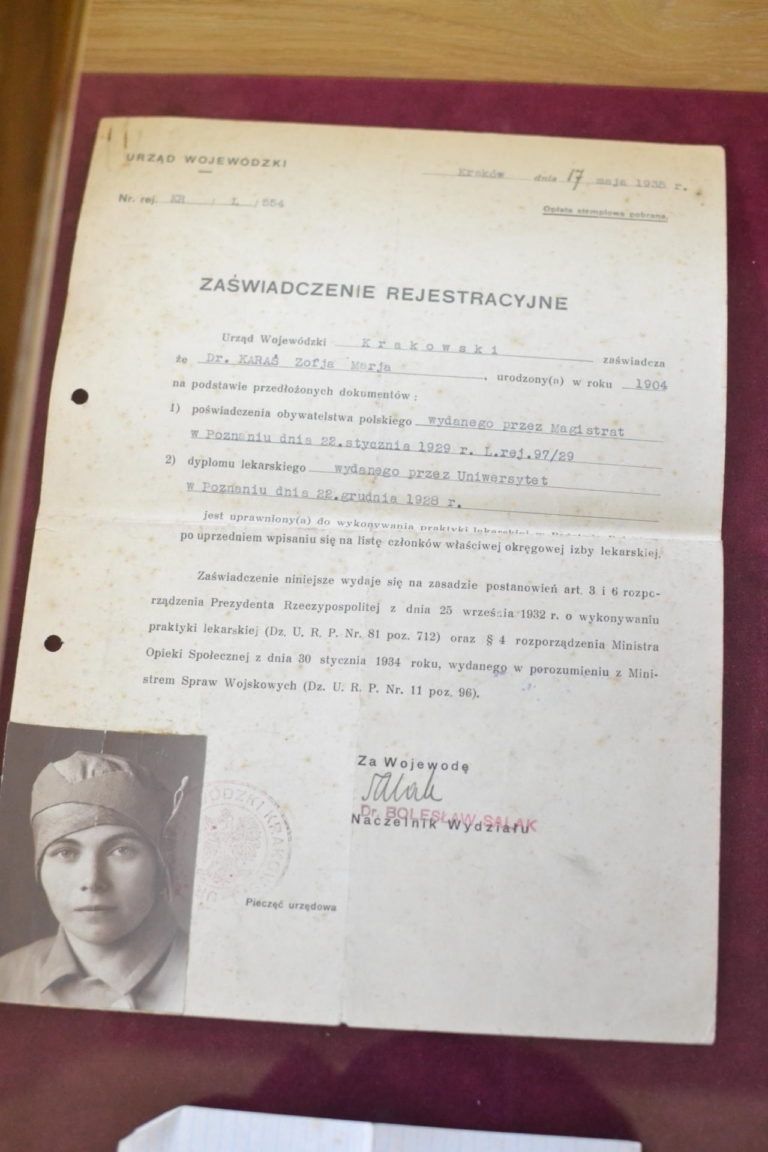 URZĄD WOJEWÓDZKI
Kraków dnia 17 maja 1935 r.
Nr. rej. KR / L /554
Opłata stemplowa pobrana.
ZAŚWIADCZENIE REJESTRACYJNE
Urząd Wojewódzki Krakowski zaświadcza
że Dr. KARAŚ Zofja Marja , urodzony(a) w roku 1904
na podstawie przedłożonych dokumentów :
1) poświadczenia obywatelstwa polskiego wydanego przez Magistrat
w Poznaniu dnia 22.stycznia 1929 r. L.rej.97/29
2) dyplomu lekarskiego wydanego przez Uniwersytet
w Poznaniu dnia 22.grudnia 1928 r.
jest uprawniony(a) do wykonywania praktyki lekarskiej w
po uprzedniem wpisaniu się na listę członków właściwej okręgowej izby lekarskiej.
Zaświadczenie niniejsze wydaje się na zasadzie postanowień art. 3 i 6 rozpo-
rządzenia Prezydenta Rzeczypospolitej z dnia 25 września 1932 r. o wykonywaniu
praktyki lekarskiej (Dz. U. R. P. Nr. 81 poz. 712) oraz § 4 rozporządzenia Ministra
Opieki Społecznej z dnia 30 stycznia 1934 roku, wydanego w porozumieniu z Mini-
strem Spraw Wojskowych (Dz. U. R. P. Nr. 11 poz. 96).
Za Wojewodę
Salak
Dr. BOLESŁAW SALAK
Naczelnik Wydziału
Pieczęć urzędowa